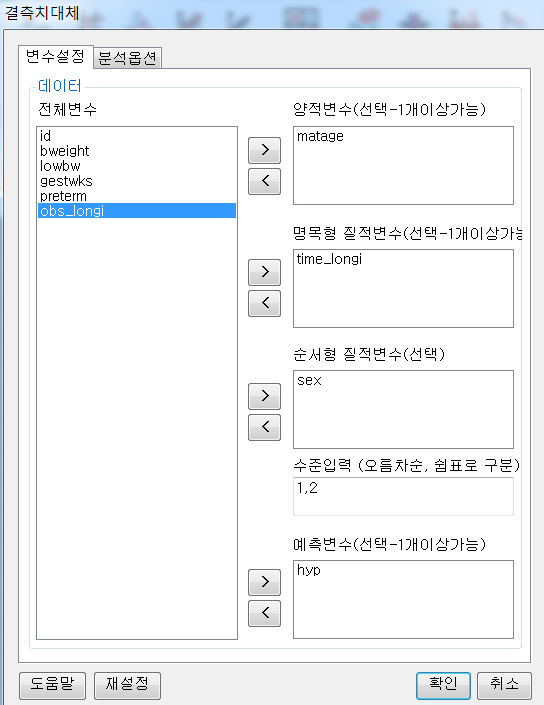 결측치대체
변수설정
분석옵션
데이터
전체변수
id
bweight
lowbw
gestwks
preterm
obs_longi
>
<
양적변수(선택-1개이상가능)
matage
명목형 질적변수(선택-1개이상가능
>
<
time_longi
순서형 질적변수(선택)
>
<
sex
수준입력 (오름차순, 쉼표로 구분)
1,2
예측변수(선택-1개이상가능)
>
<
hyp
도움말
재설정
확인
취소